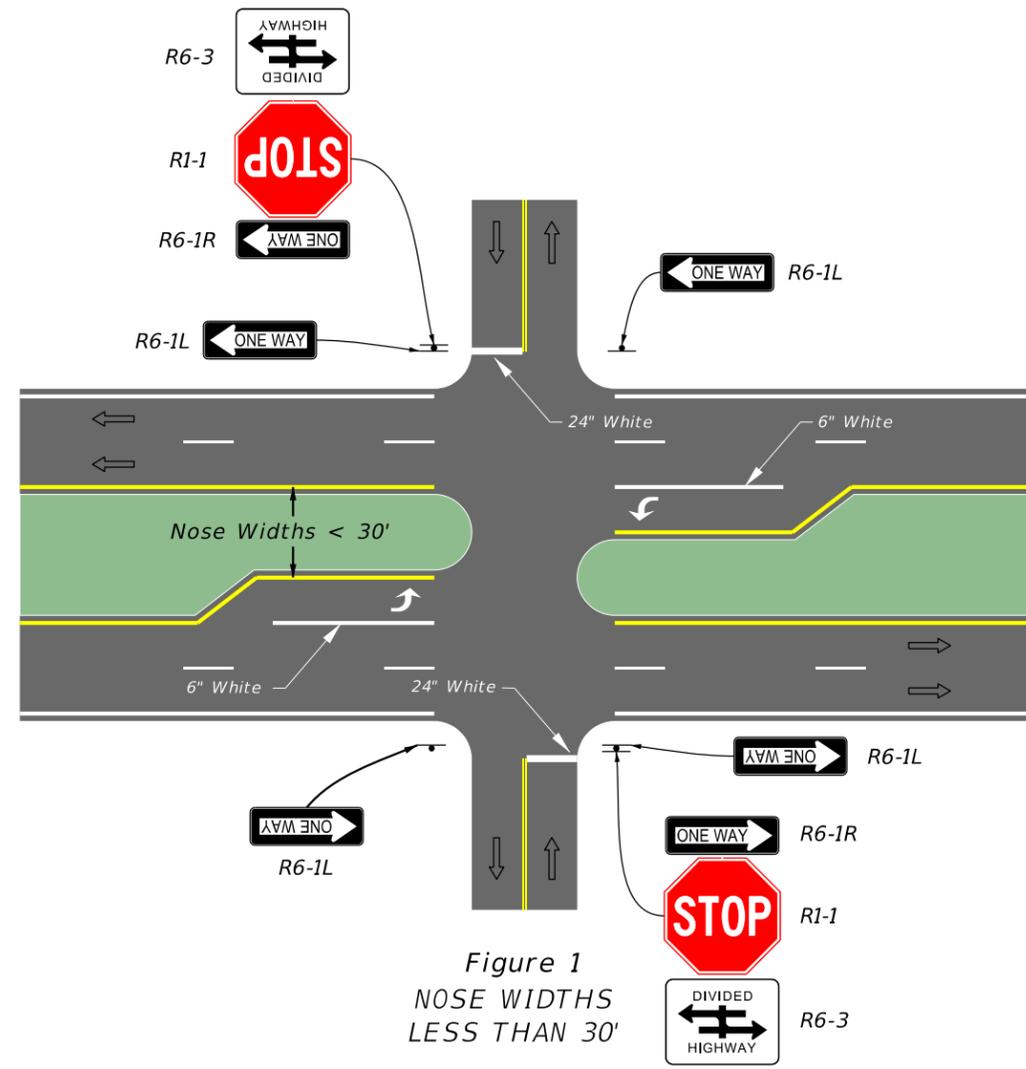 HIGHWAY
DIVIDED
R6-3
STOP
R1-1
ONE WAY
R6-1R
ONE WAY
R6-1L
ONE WAY
R6-1L
24" White
6" White
Nose Widths < 30'
6" White
24" White
ONE WAY
R6-1L
ONE WAY
R6-1L
ONE WAY
R6-1R
STOP
R1-1
DIVIDED
HIGHWAY
R6-3
Figure 1
NOSE WIDTHS
LESS THAN 30'